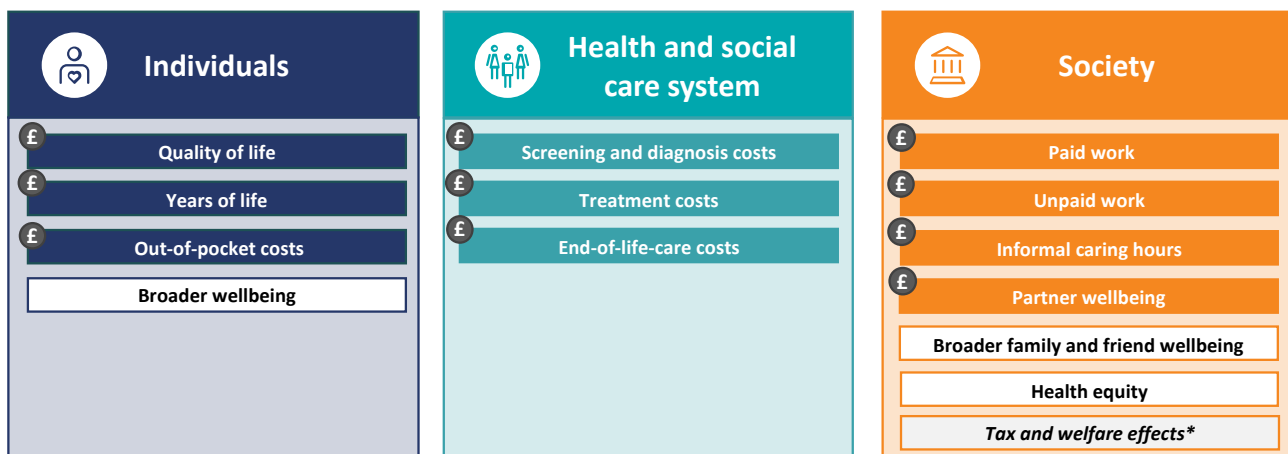 Individuals
£
Quality of life
£
Years of life
£
Out-of-pocket costs
Broader wellbeing
Health and social
care system
£
Screening and diagnosis costs
£
Treatment costs
£
End-of-life-care costs
Society
£
Paid work
£
Unpaid work
£
Informal caring hours
£
Partner wellbeing
Broader family and friend wellbeing
Health equity
Tax and welfare effects*